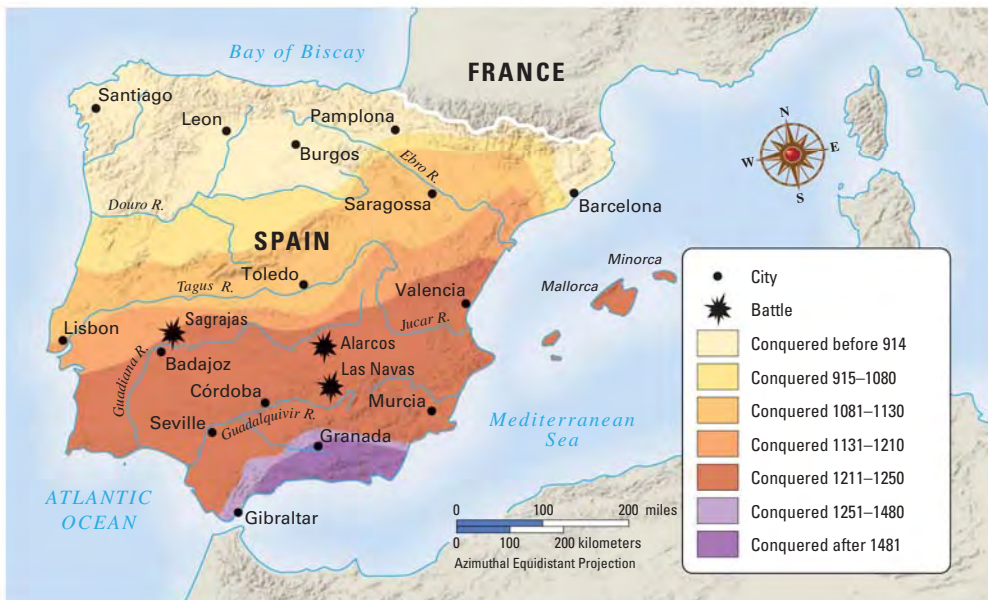 Bay of Biscay
FRANCE
Santiago
Leon
Pamplona
Burgos
Ebro R.
Saragossa
Barcelona
Douro R.
SPAIN
Toledo
Tagus R.
Valencia
Minorca
Mallorca
Jucar R.
Lisbon
Sagrajas
Alarcos
Badajoz
Guadiana R.
Las Navas
Córdoba
Murcia
Seville
Guadalquivir R.
Granada
Mediterranean
Sea
ATLANTIC
OCEAN
Gibraltar
N
W
E
S
City
Battle
Conquered before 914
Conquered 915–1080
Conquered 1081–1130
Conquered 1131–1210
Conquered 1211–1250
Conquered 1251–1480
Conquered after 1481
0 100 200 miles
0 100 200 kilometers
Azimuthal Equidistant Projection